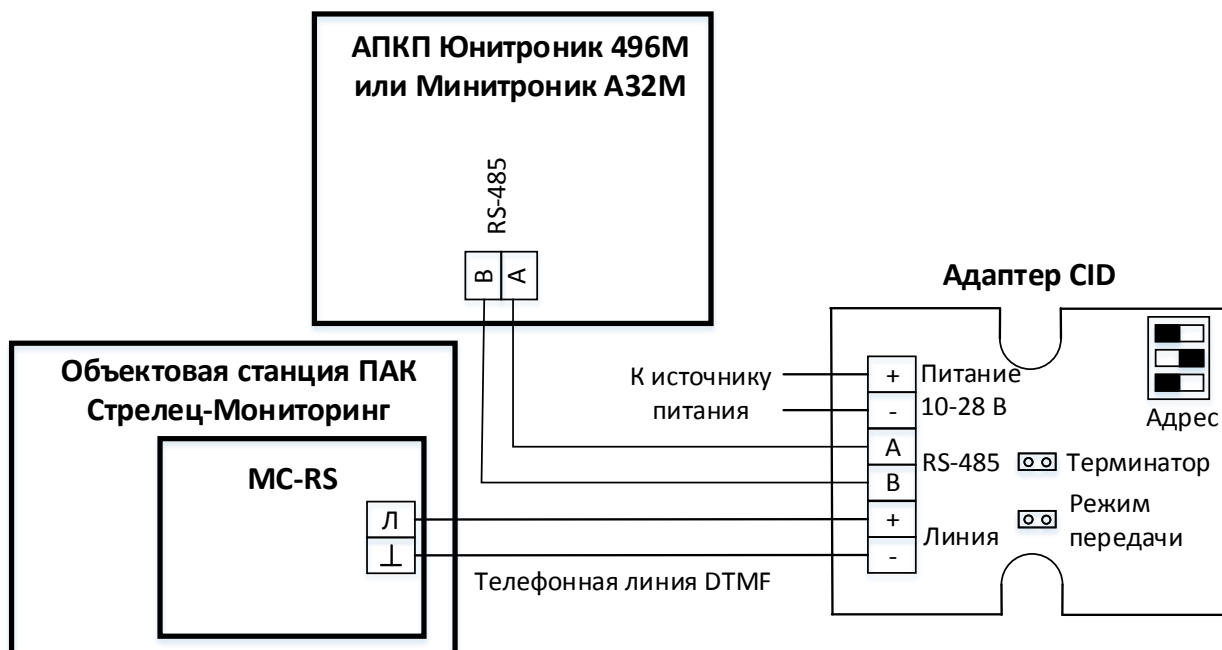 АПКП Юнитроник 496М
или Минитроник А32М
RS-485
B
A
Адаптер CID
Объектовая станция ПАК
Стрелец-Мониторинг
МС-RS
Л
⊥
К источнику
питания
+
-
A
B
+
-
Питание
10-28 В
RS-485
Линия
Адрес
Терминатор
Режим
передачи
Телефонная линия DTMF